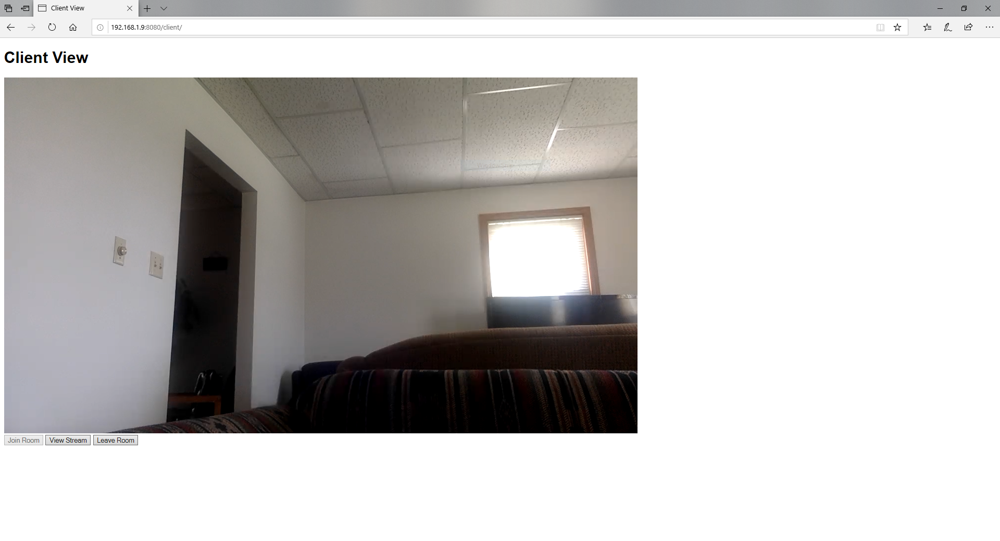 Client View
192.168.1.9:8080/client/
Client View
Join Room View Stream Leave Room